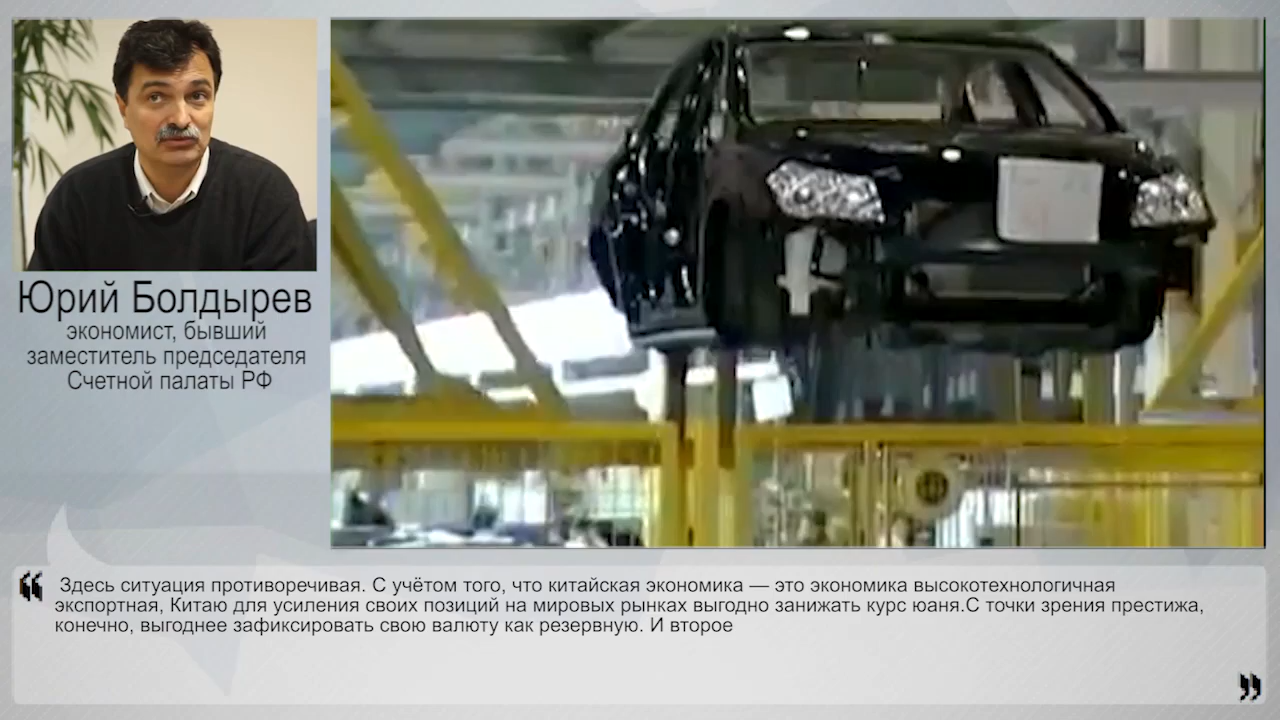 Юрий Болдырев
экономист, бывший
заместитель председателя
Счетной палаты РФ
“ Здесь ситуация противоречивая. С учётом того, что китайская экономика — это экономика высокотехнологичная
экспортная, Китаю для усиления своих позиций на мировых рынках выгодно занижать курс юаня.С точки зрения престижа,
конечно, выгоднее зафиксировать свою валюту как резервную. И второе
”